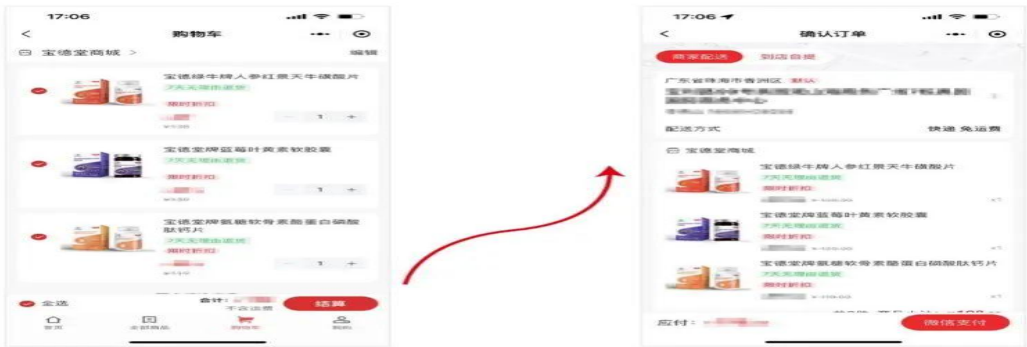 17:06
购物车
宝德堂商城 >
编辑
宝德绿牛牌人参红景天牛磺酸片
7天无理由退货
限时折扣
- 1 +
宝德堂牌蓝莓叶黄素软胶囊
7天无理由退货
限时折扣
- 1 +
宝德堂牌氨糖软骨素酪蛋白磷酸
肽钙片
7天无理由退货
限时折扣
- 1 +
全选
合计:
不含运费
结算
首页
全部商品
购物车
我的
17:06
确认订单
商家配送
到店自提
广东省珠海市香洲区 默认
配送方式
快递 免运费
宝德堂商城
宝德绿牛牌人参红景天牛磺酸片
7天无理由退货
限时折扣
x1
宝德堂牌蓝莓叶黄素软胶囊
7天无理由退货
限时折扣
x1
宝德堂牌氨糖软骨素酪蛋白磷酸肽钙片
7天无理由退货
限时折扣
x1
应付:
微信支付